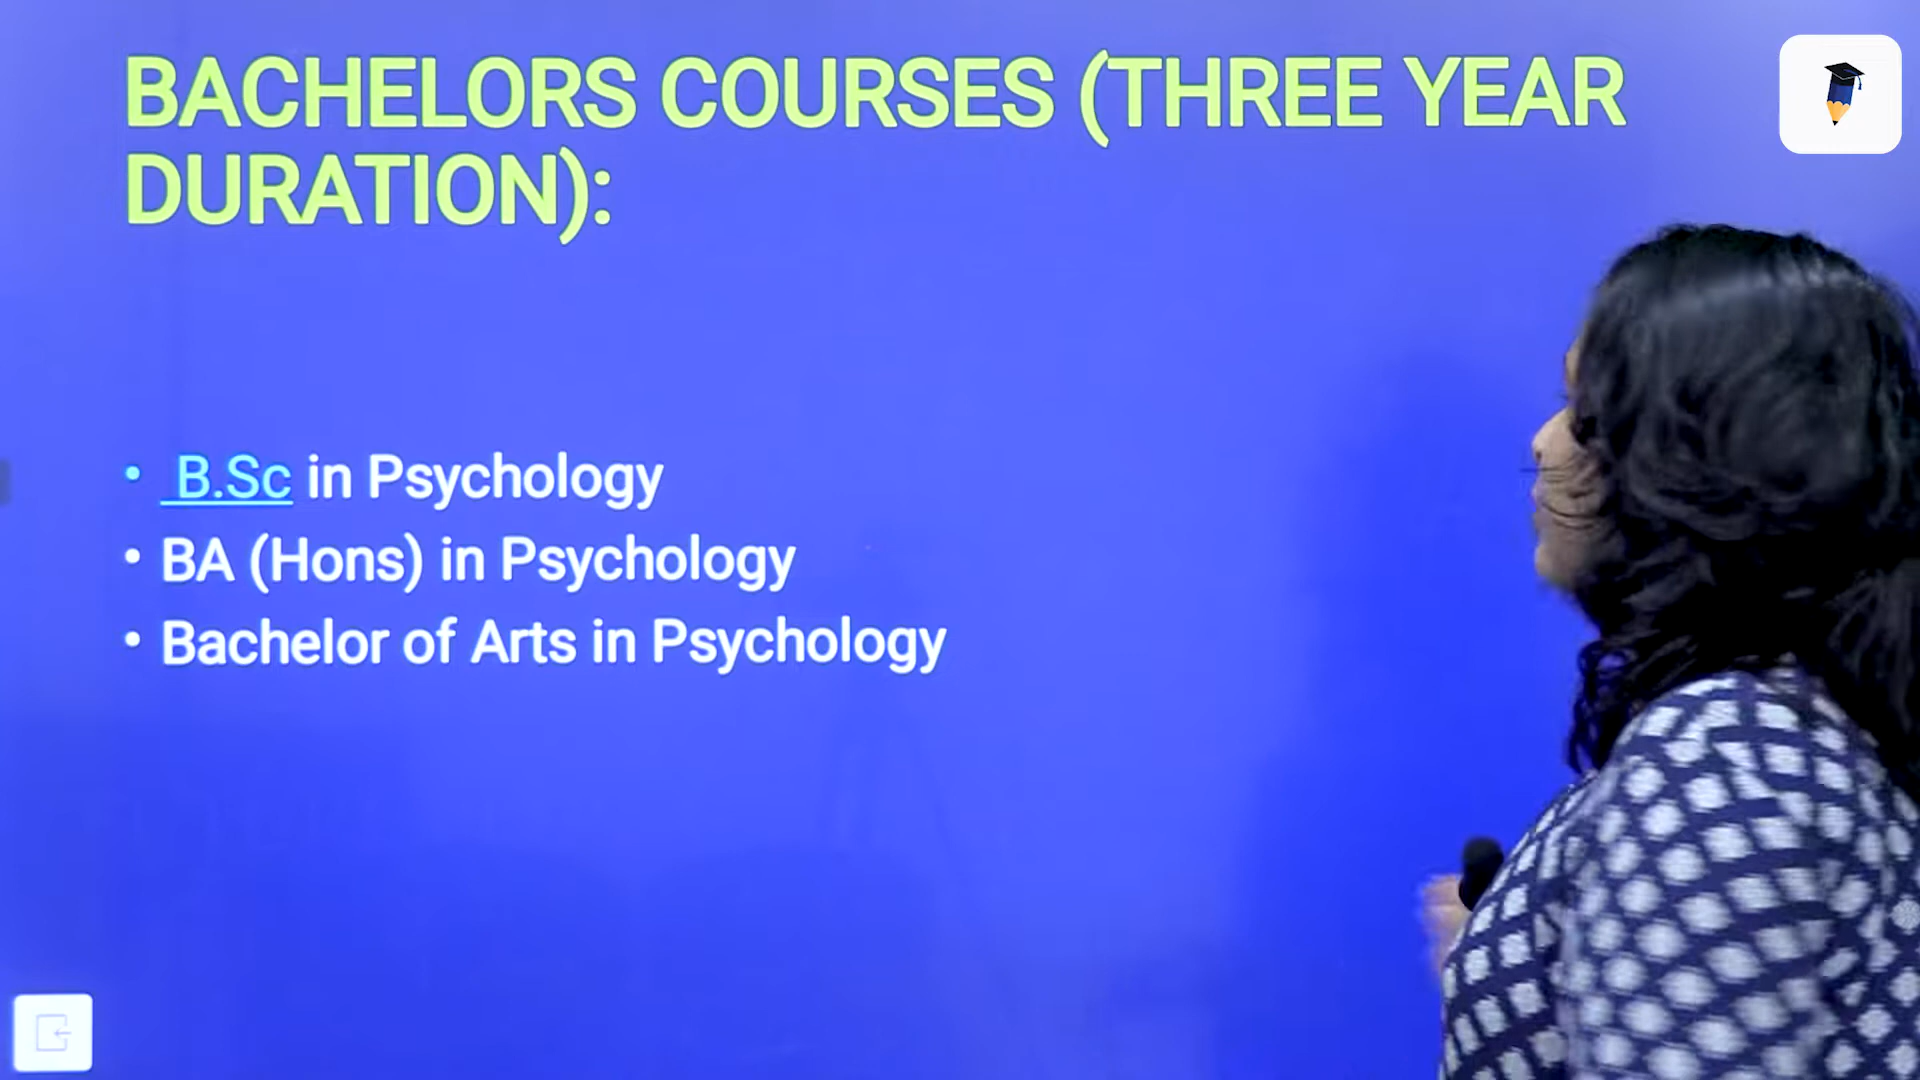 BACHELORS COURSES (THREE YEAR
DURATION):
• B.Sc in Psychology
• BA (Hons) in Psychology
• Bachelor of Arts in Psychology